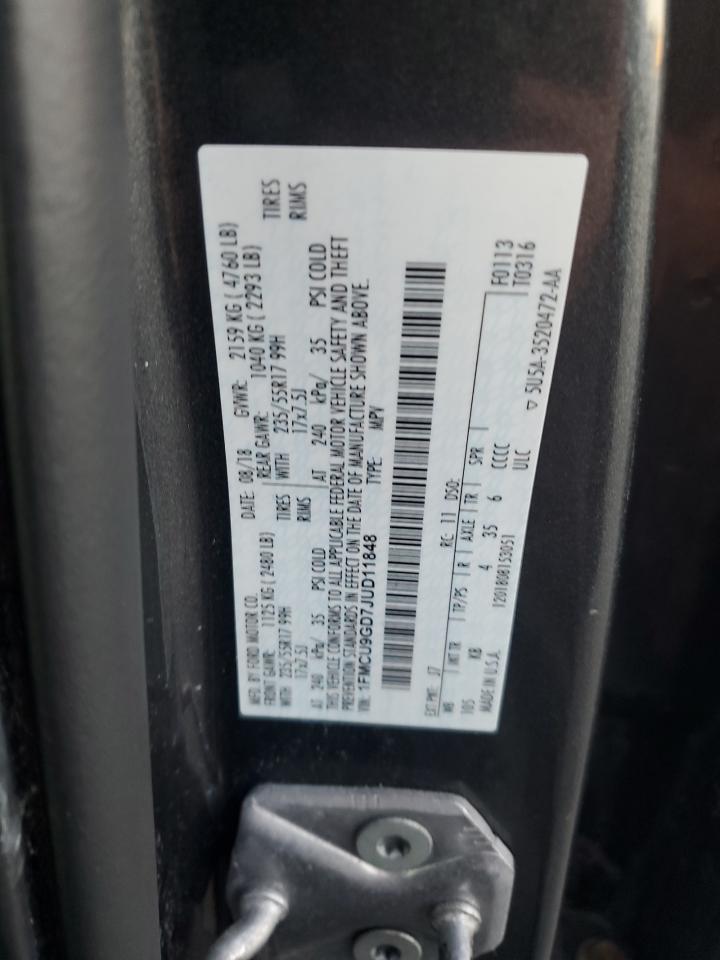 MFD. BY FORD MOTOR CO. DATE: 08/18 GVWR: 2159 KG ( 4760 LB)
FRONT GAWR: 1125 KG ( 2480 LB) REAR GAWR: 1040 KG ( 2293 LB)
WITH 235/55R17 99H TIRES WITH 235/55R17 99H TIRES
17x7.5J RIMS 17x7.5J RIMS
AT 240 kPa/ 35 PSI COLD AT 240 kPa/ 35 PSI COLD
THIS VEHICLE CONFORMS TO ALL APPLICABLE FEDERAL MOTOR VEHICLE SAFETY AND THEFT
PREVENTION STANDARDS IN EFFECT ON THE DATE OF MANUFACTURE SHOWN ABOVE.
VIN: 1FMCU9GD7JUD11848 TYPE: MPV
EXT PNT: J7 RC: 11 DSO: F0113
WB INT TR TP/PS R AXLE TR SPR T0316
105 KB 4 35 6 CCCC
MADE IN U.S.A. 1201808153051 ULC ▽ 5U5A-3520472-AA